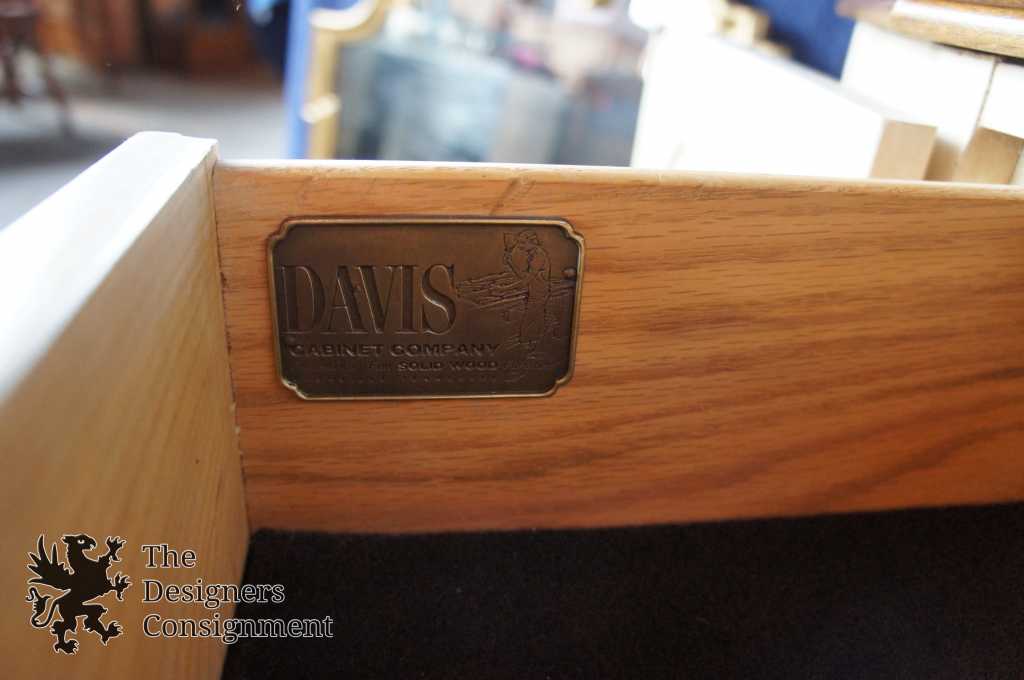 DAVIS
CABINET COMPANY
SOLID WOOD
The
Designers
Consignment